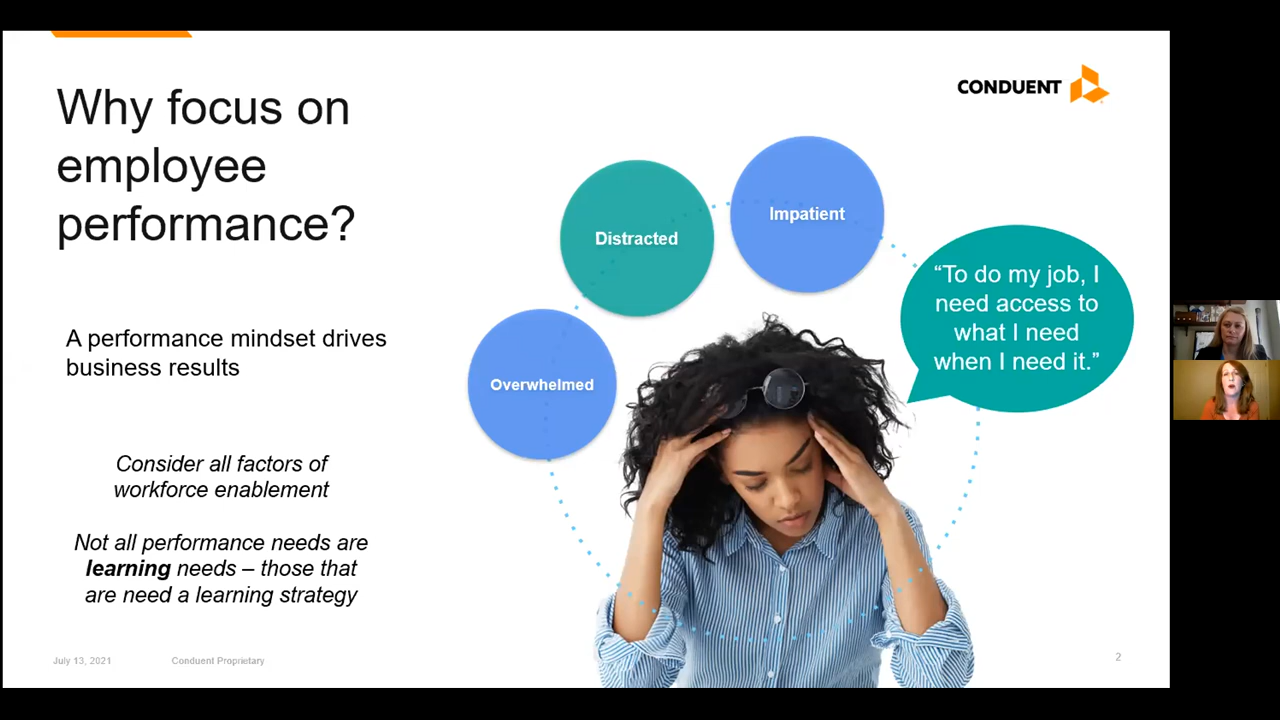 Why focus on
employee
performance?
CONDUENT
A performance mindset drives
business results
Consider all factors of
workforce enablement
Not all performance needs are
learning needs – those that
are need a learning strategy
Overwhelmed
Distracted
Impatient
“To do my job, I
need access to
what I need
when I need it.”
July 13, 2021
Conduent Proprietary
2